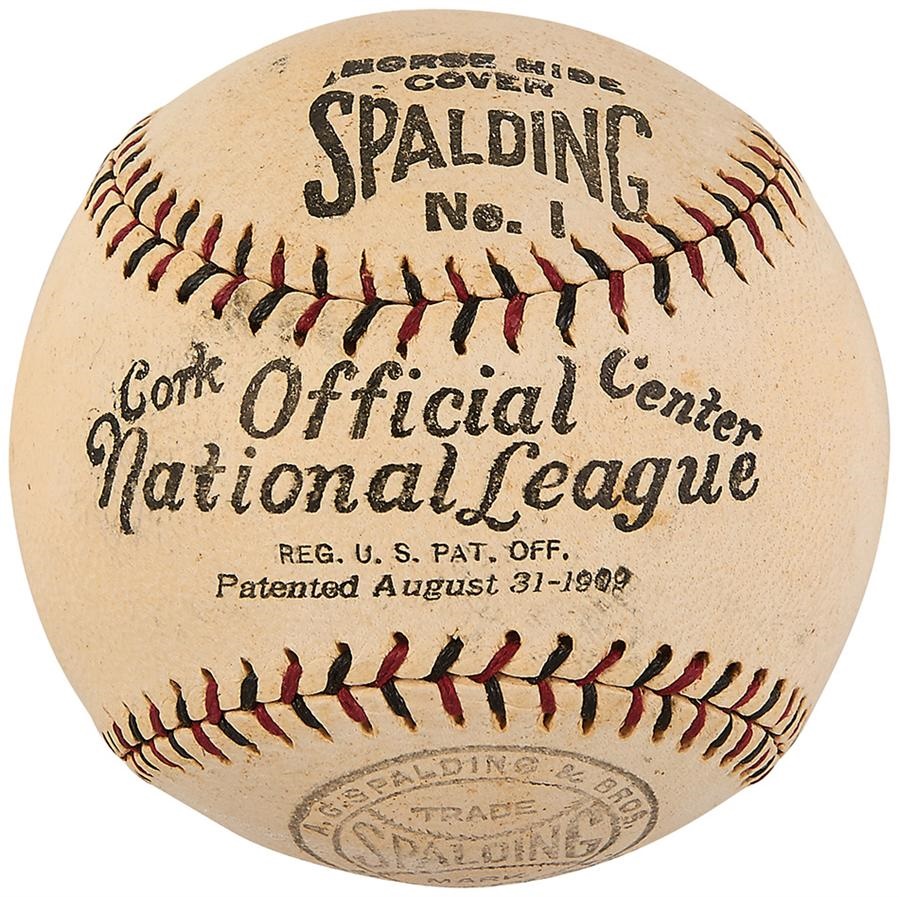 HORSE HIDE
COVER
SPALDING
No. 1
Cork Official Center
National League
REG. U. S. PAT. OFF.
Patented August 31-1909
A.G. SPALDING & BROS.
TRADE
SPALDING
MARK